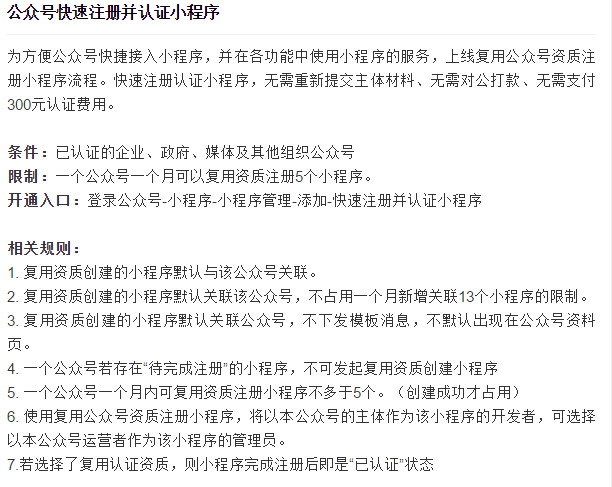 公众号快速注册并认证小程序
为方便公众号快捷接入小程序，并在各功能中使用小程序的服务，上线复用公众号资质注
册小程序流程。快速注册认证小程序，无需重新提交主体材料、无需对公打款、无需支付
300元认证费用。
条件：已认证的企业、政府、媒体及其他组织公众号
限制：一个公众号一个月可以复用资质注册5个小程序。
开通入口：登录公众号-小程序-小程序管理-添加-快速注册并认证小程序
相关规则：
1. 复用资质创建的小程序默认与该公众号关联。
2. 复用资质创建的小程序默认关联该公众号，不占用一个月新增关联13个小程序的限制。
3. 复用资质创建的小程序默认关联公众号，不下发模板消息，不默认出现在公众号资料
页。
4. 一个公众号若存在“待完成注册”的小程序，不可发起复用资质创建小程序
5. 一个公众号一个月内可复用资质注册小程序不多于5个。（创建成功才占用）
6. 使用复用公众号资质注册小程序，将以本公众号的主体作为该小程序的开发者，可选择
以本公众号运营者作为该小程序的管理员。
7.若选择了复用认证资质，则小程序完成注册后即是“已认证”状态